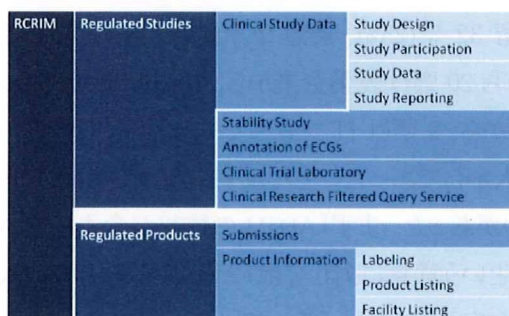 RCRIM Regulated Studies Clinical Study Data Study Design
Study Participation
Study Data
Study Reporting
Stability Study
Annotation of ECGs
Clinical Trial Laboratory
Clinical Research Filtered Query Service
Regulated Products Submissions
Product Information Labeling
Product Listing
Facility Listing